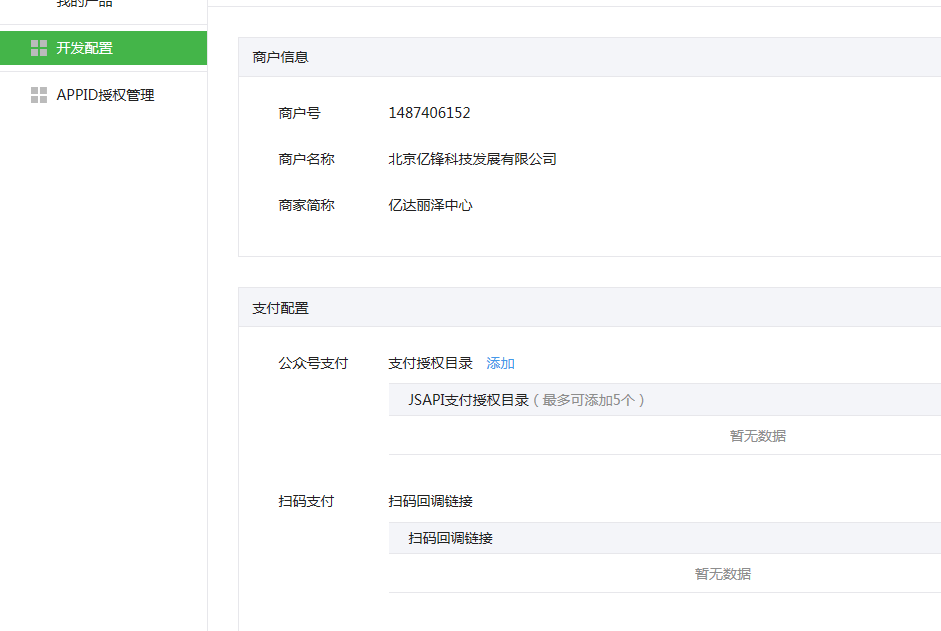 我的产品
开发配置
APPID授权管理
商户信息
商户号 1487406152
商户名称 北京亿锋科技发展有限公司
商家简称 亿达丽泽中心
支付配置
公众号支付 支付授权目录 添加
JSAPI支付授权目录（最多可添加5个）
暂无数据
扫码支付 扫码回调链接
扫码回调链接
暂无数据